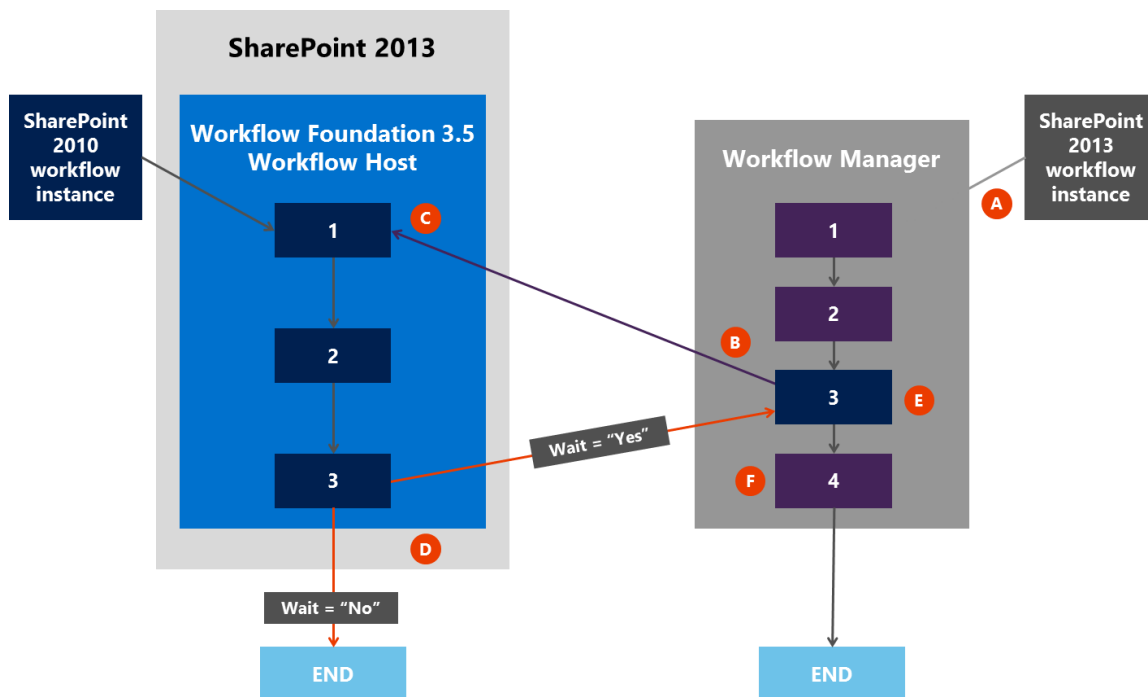 SharePoint 2013
SharePoint
2010
workflow
instance
Workflow Foundation 3.5
Workflow Host
1
C
2
3
D
Wait = “No”
END
Wait = “Yes”
Workflow Manager
1
2
B
3
E
F
4
END
A
SharePoint
2013
workflow
instance